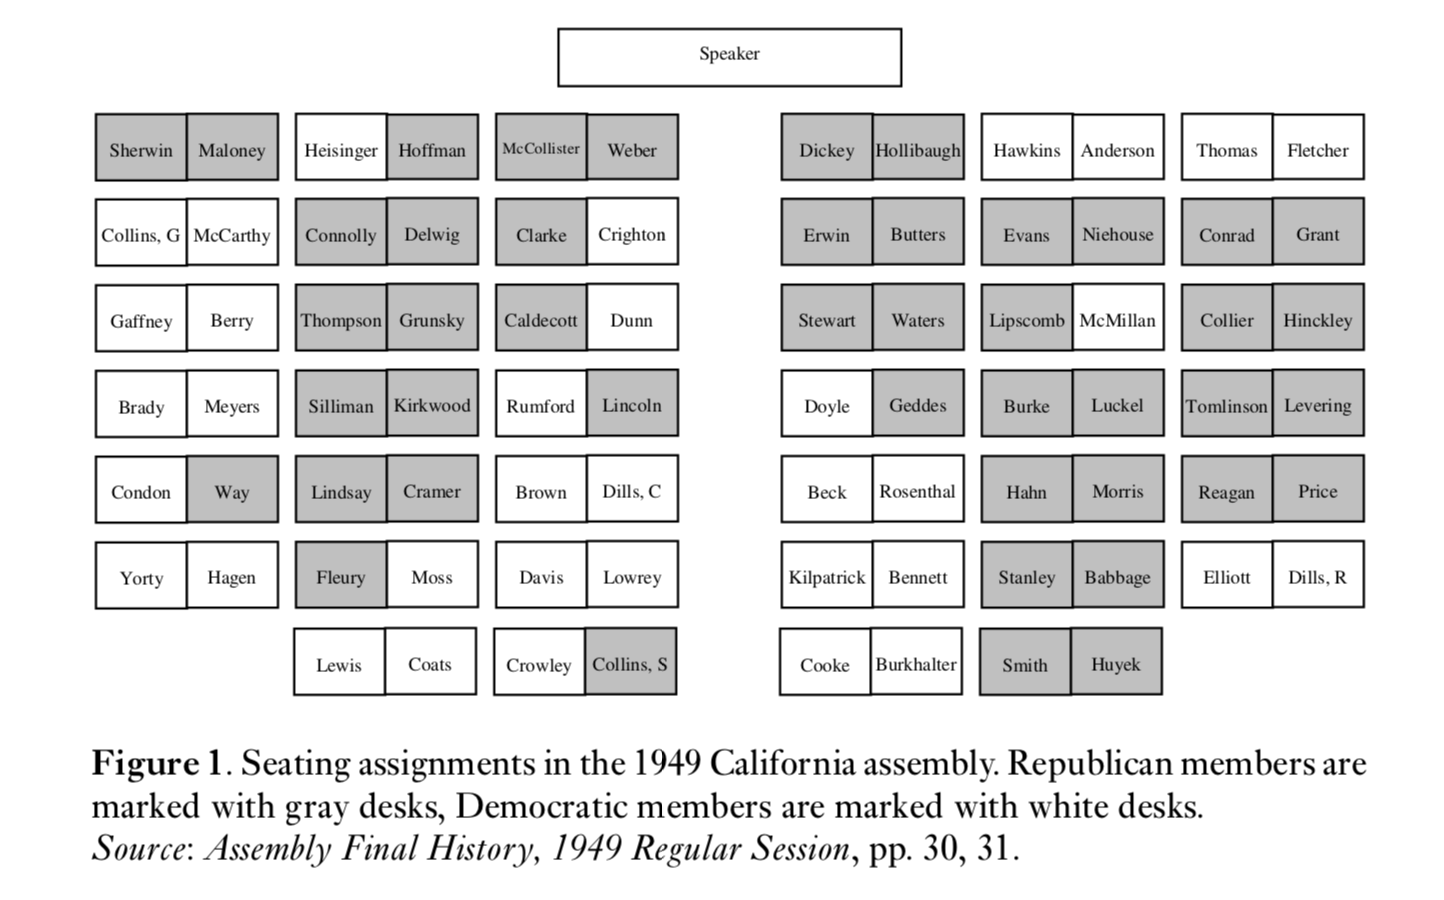 Speaker
Sherwin Maloney Heisinger Hoffman McCollister Weber Dickey Hollibaugh Hawkins Anderson Thomas Fletcher
Collins, G McCarthy Connolly Delwig Clarke Crighton Erwin Butters Evans Niehouse Conrad Grant
Gaffney Berry Thompson Grunsky Caldecott Dunn Stewart Waters Lipscomb McMillan Collier Hinckley
Brady Meyers Silliman Kirkwood Rumford Lincoln Doyle Geddes Burke Luckel Tomlinson Levering
Condon Way Lindsay Cramer Brown Dills, C Beck Rosenthal Hahn Morris Reagan Price
Yorty Hagen Fleury Moss Davis Lowrey Kilpatrick Bennett Stanley Babbage Elliott Dills, R
Lewis Coats Crowley Collins, S Cooke Burkhalter Smith Huyek
Figure 1. Seating assignments in the 1949 California assembly. Republican members are
marked with gray desks, Democratic members are marked with white desks.
Source: Assembly Final History, 1949 Regular Session, pp. 30, 31.